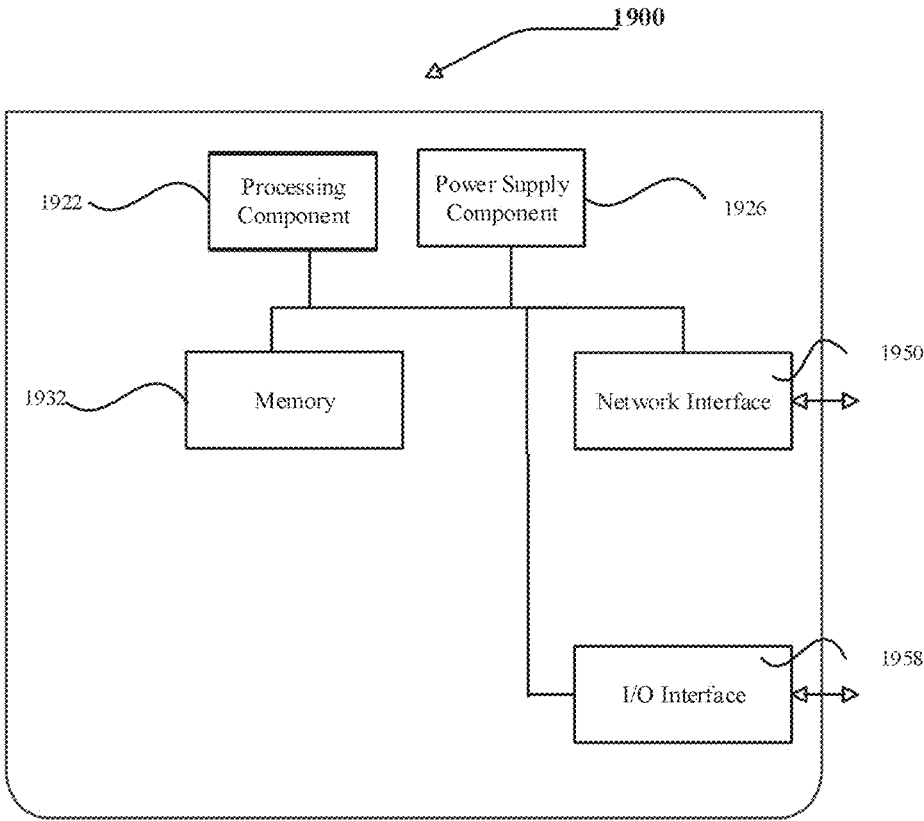 1900
Processing
Component
1922
Power Supply
Component
1926
Memory
1932
Network Interface
1950
I/O Interface
1958